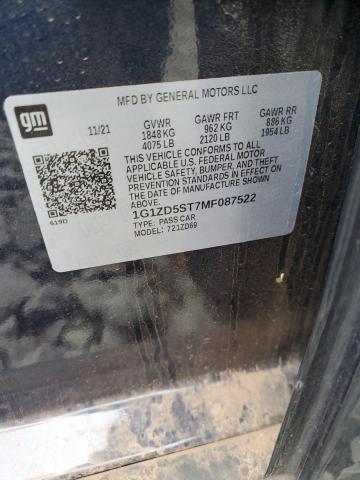 gm
MFD BY GENERAL MOTORS LLC
11/21 GVWR GAWR FRT GAWR RR
1848 KG 962 KG 886 KG
4075 LB 2120 LB 1954 LB
THIS VEHICLE CONFORMS TO ALL
APPLICABLE U.S. FEDERAL MOTOR
VEHICLE SAFETY, BUMPER, AND THEFT
PREVENTION STANDARDS IN EFFECT
ON THE DATE OF MANUFACTURE
SHOWN ABOVE.
1G1ZD5ST7MF087522
619D TYPE: PASS CAR
MODEL: 721ZD69